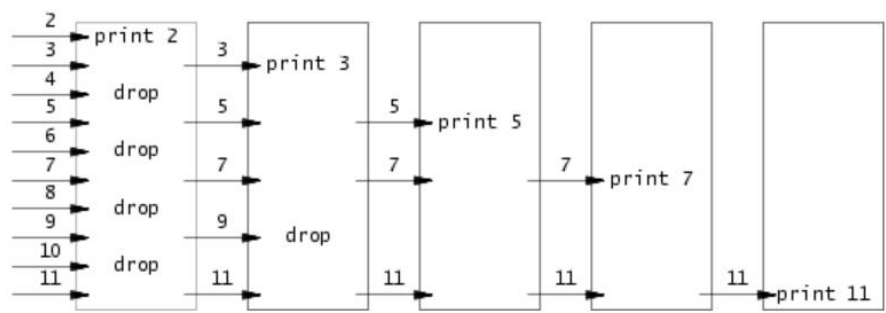 2 print 2
3 3 print 3
4 drop
5 5 5 print 5
6 drop
7 7 7 7 print 7
8 drop
9 9 drop
10 drop
11 11 11 11 11 print 11